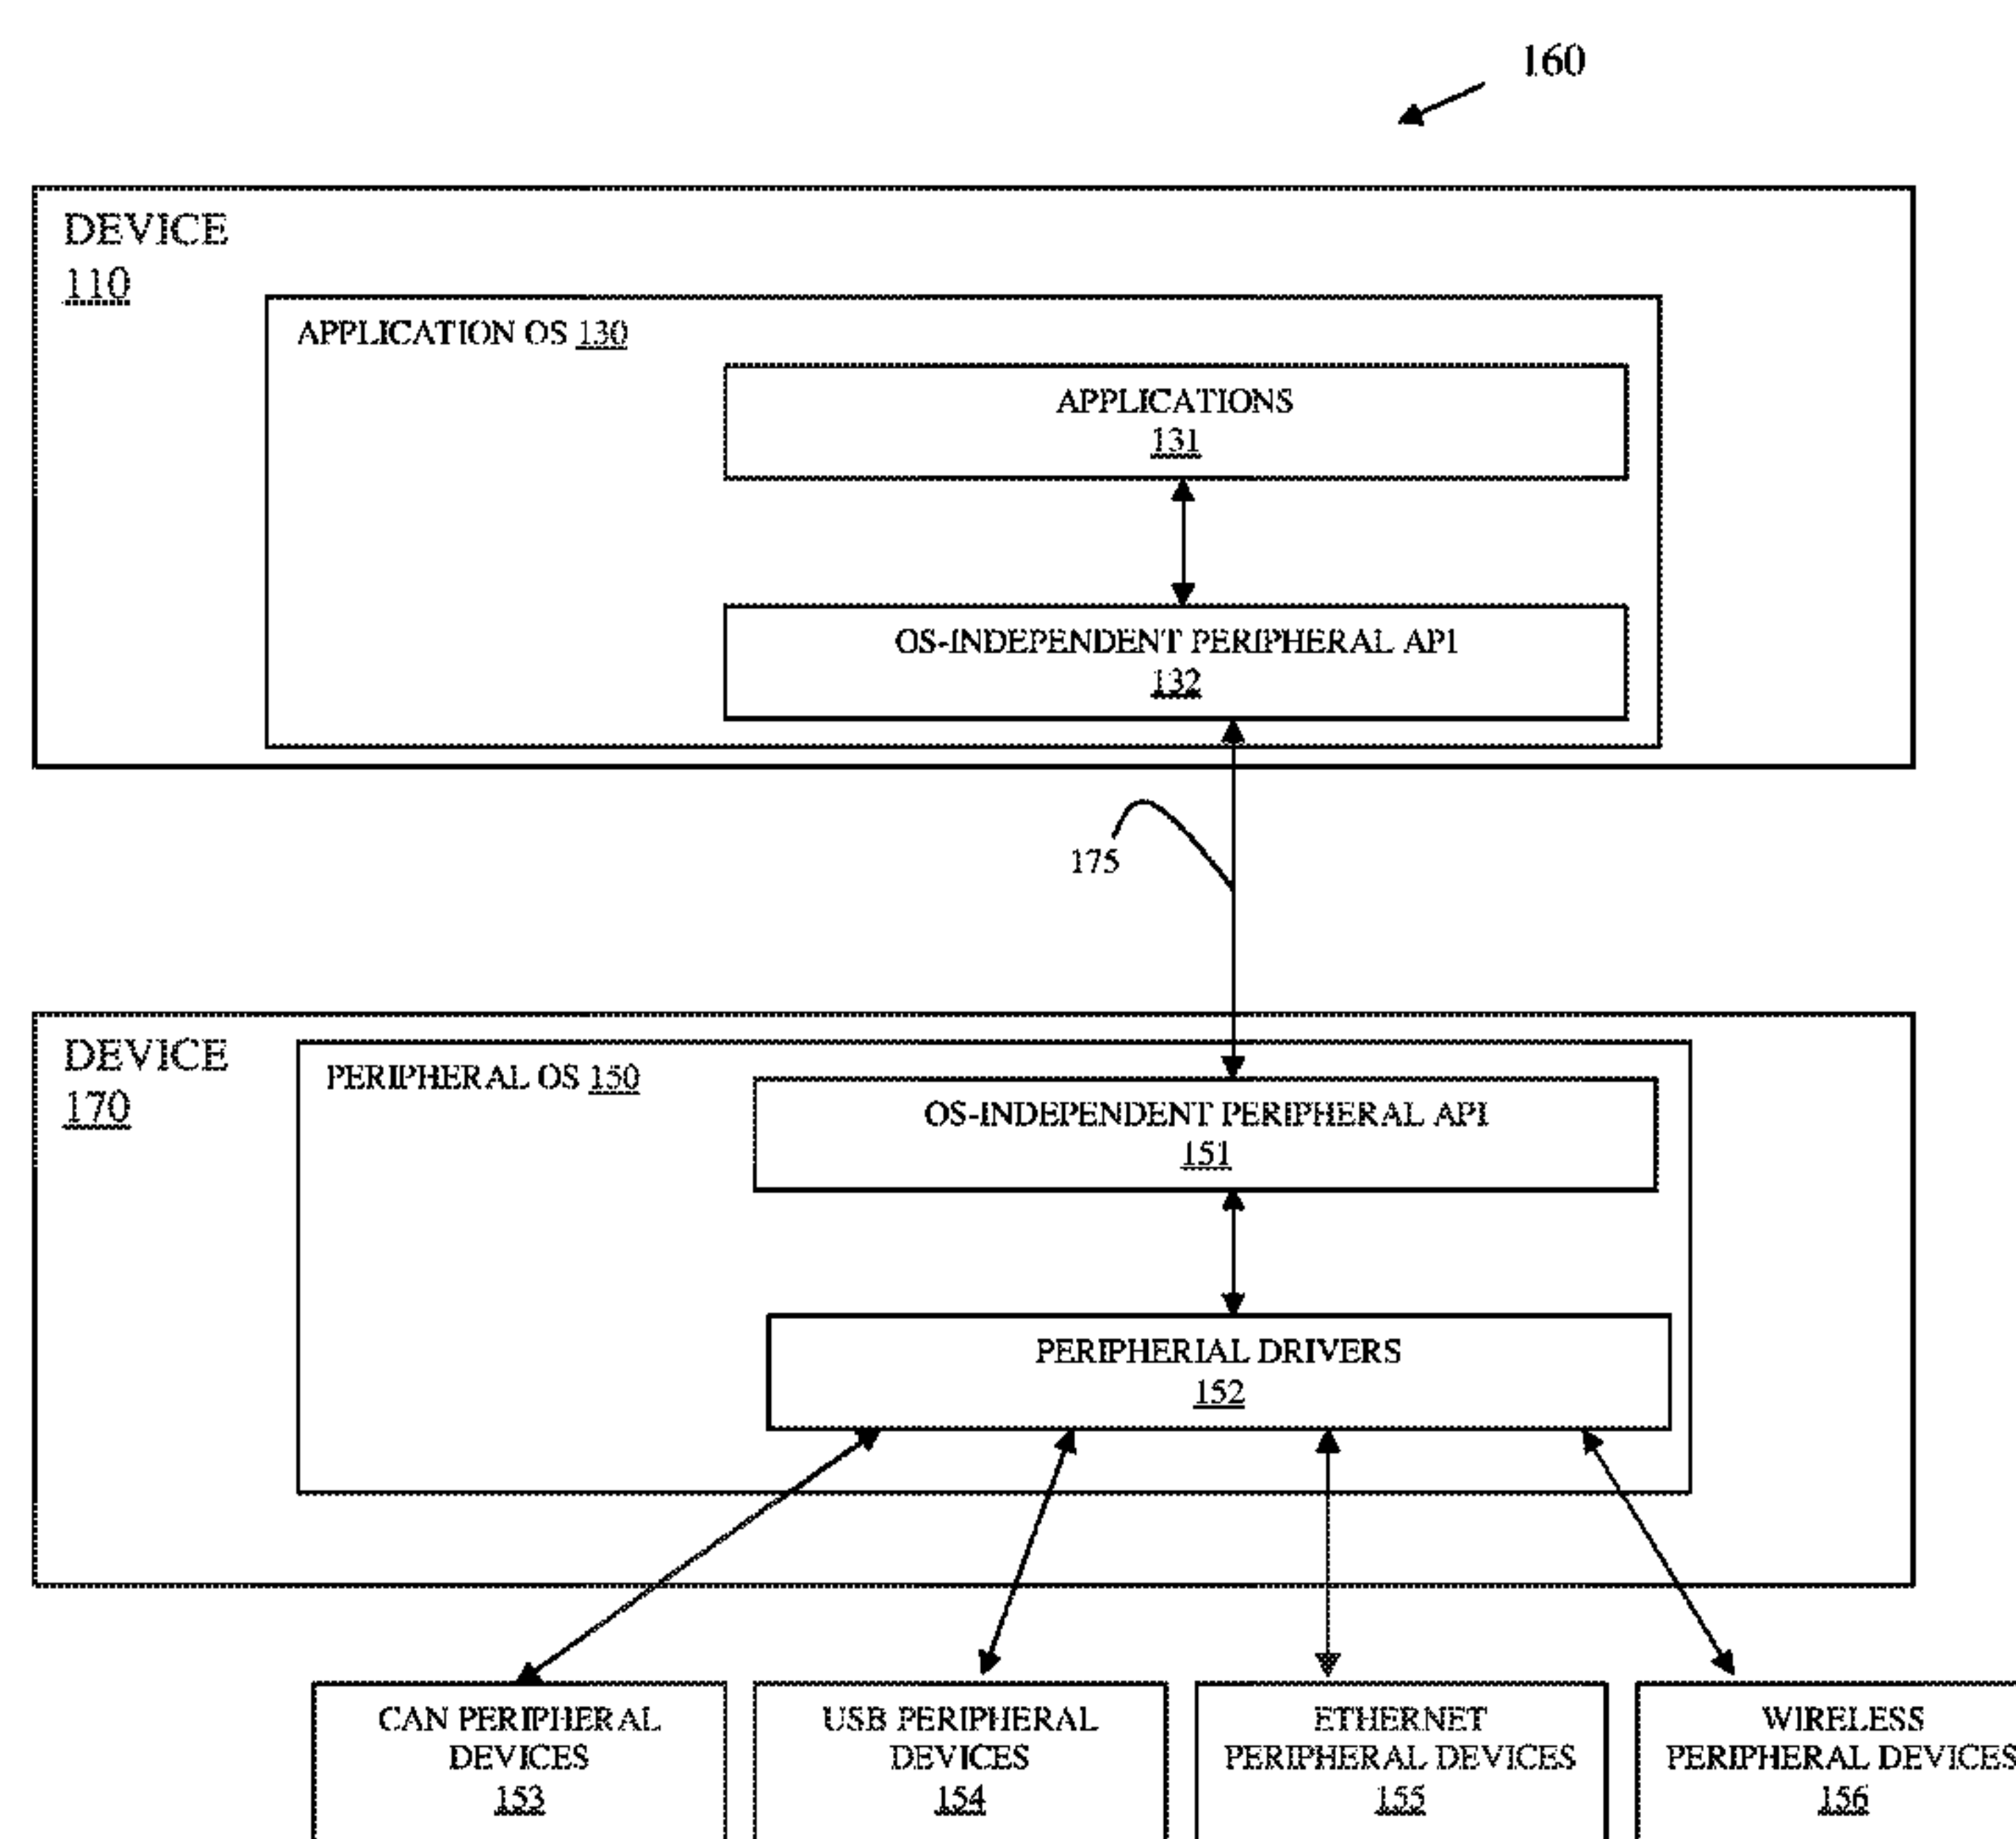 160
DEVICE
110
APPLICATION OS 130
APPLICATIONS
131
OS-INDEPENDENT PERIPHERAL API
132
175
DEVICE
170
PERIPHERAL OS 150
OS-INDEPENDENT PERIPHERAL API
151
PERIPHERIAL DRIVERS
152
CAN PERIPHERAL
DEVICES
153
USB PERIPHERAL
DEVICES
154
ETHERNET
PERIPHERAL DEVICES
155
WIRELESS
PERIPHERAL DEVICES
156